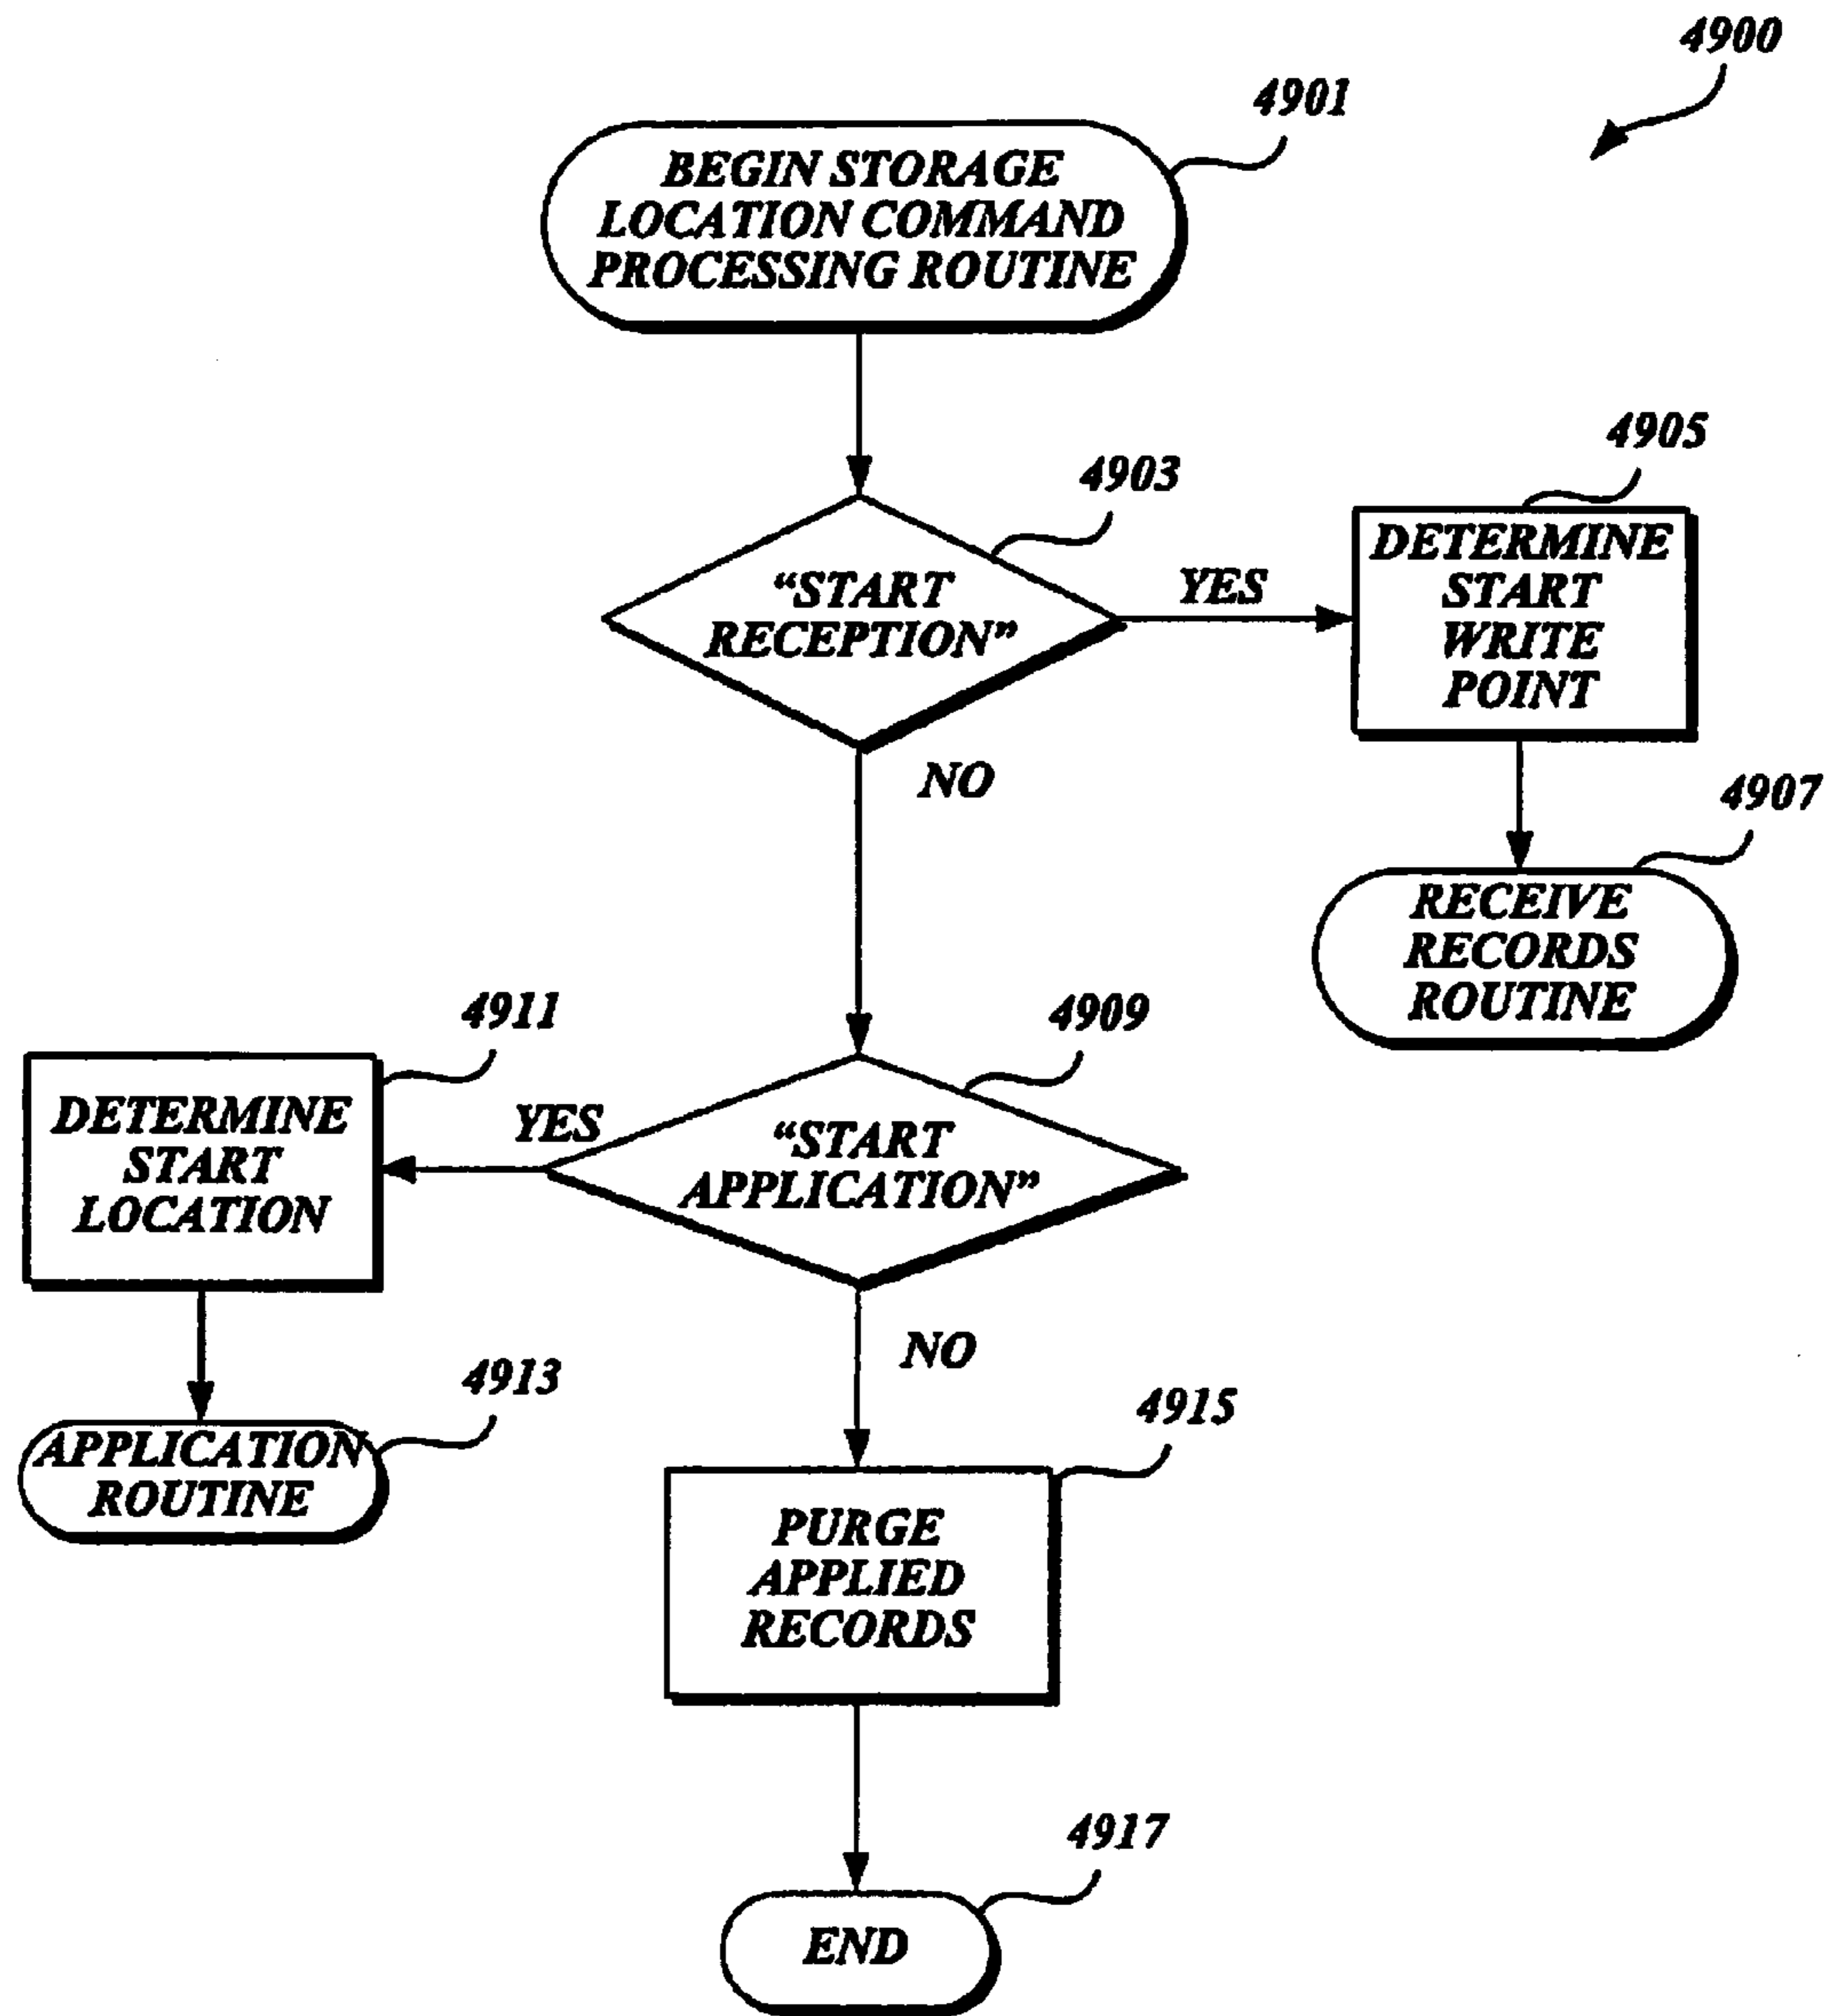 4900
4901
BEGIN STORAGE
LOCATION COMMAND
PROCESSING ROUTINE
4903
“START
RECEPTION”
YES
NO
4905
DETERMINE
START
WRITE
POINT
4907
RECEIVE
RECORDS
ROUTINE
4909
“START
APPLICATION”
YES
NO
4911
DETERMINE
START
LOCATION
4913
APPLICATION
ROUTINE
4915
PURGE
APPLIED
RECORDS
4917
END